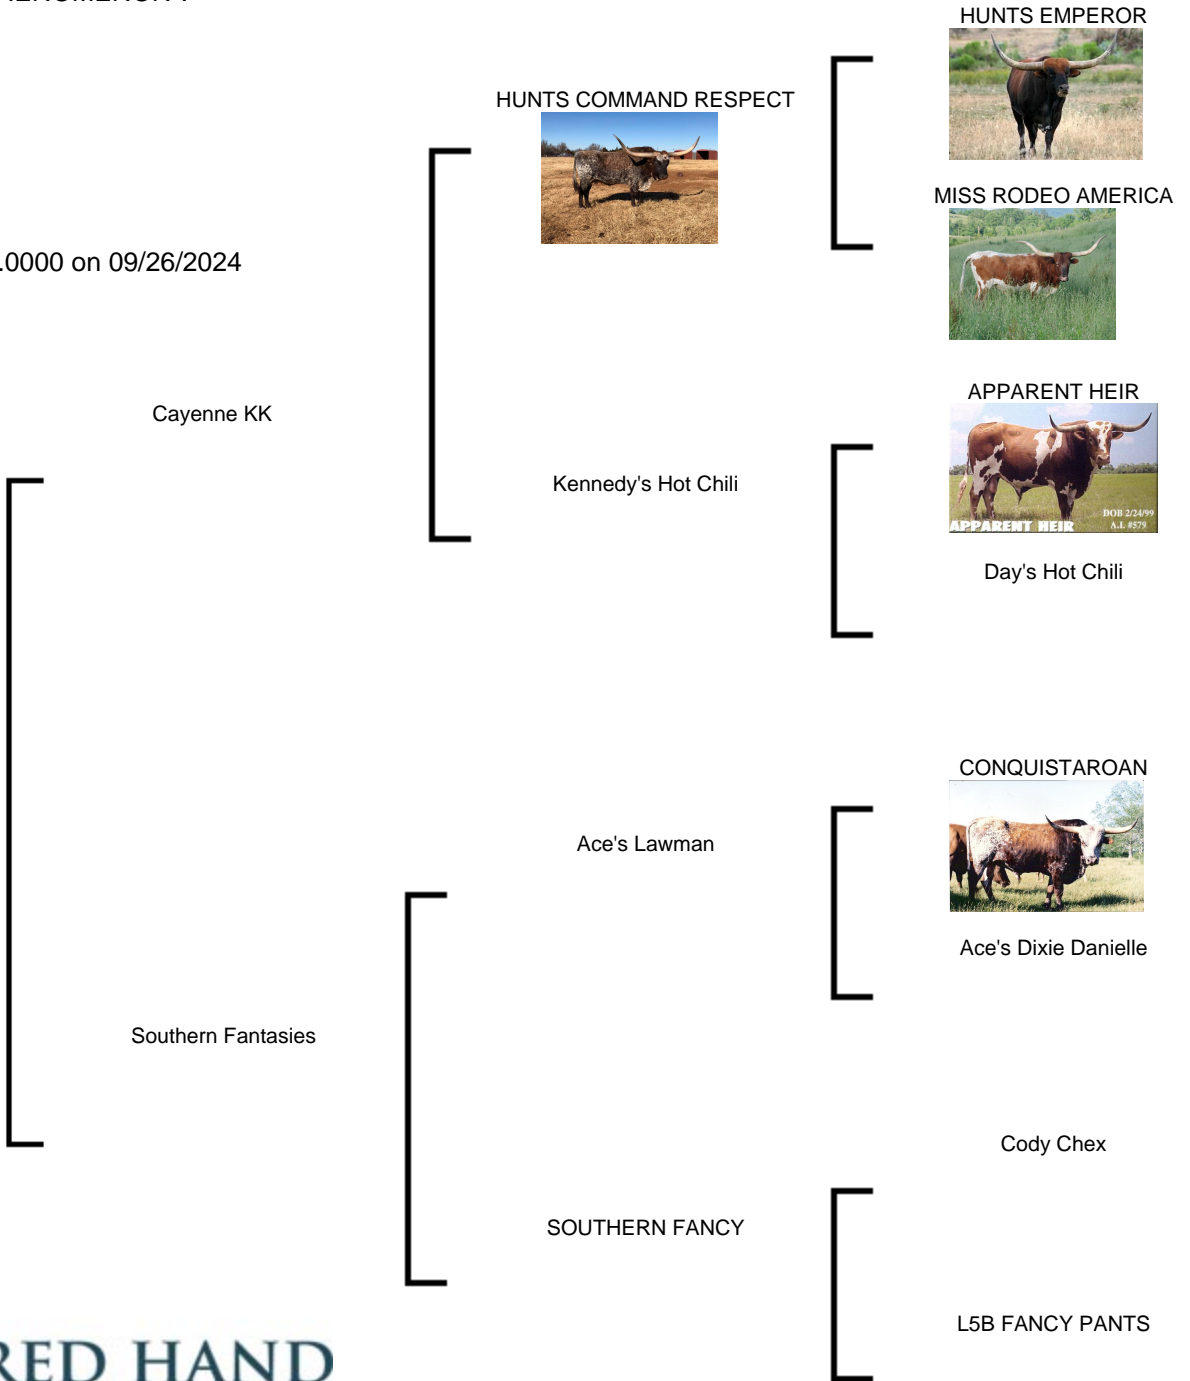 HUNTS EMPEROR
HUNTS COMMAND RESPECT
MISS RODEO AMERICA
.0000 on 09/26/2024
APPARENT HEIR
Cayenne KK
Kennedy's Hot Chili
DOB 2/24/99
APPARENT HEIR
A.I. #579
Day's Hot Chili
CONQUISTAROAN
Ace's Lawman
Ace's Dixie Danielle
Southern Fantasies
Cody Chex
SOUTHERN FANCY
L5B FANCY PANTS
RED HAND